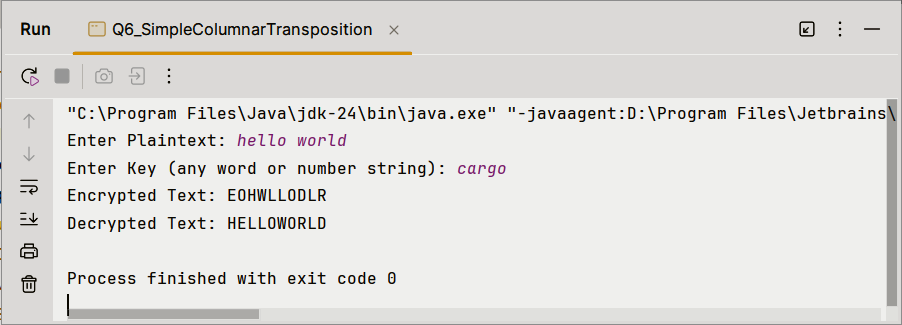 Run Q6_SimpleColumnarTransposition
"C:\Program Files\Java\jdk-24\bin\java.exe" "-javaagent:D:\Program Files\Jetbrains\
Enter Plaintext: hello world
Enter Key (any word or number string): cargo
Encrypted Text: EOHWLLODLR
Decrypted Text: HELLOWORLD
Process finished with exit code 0